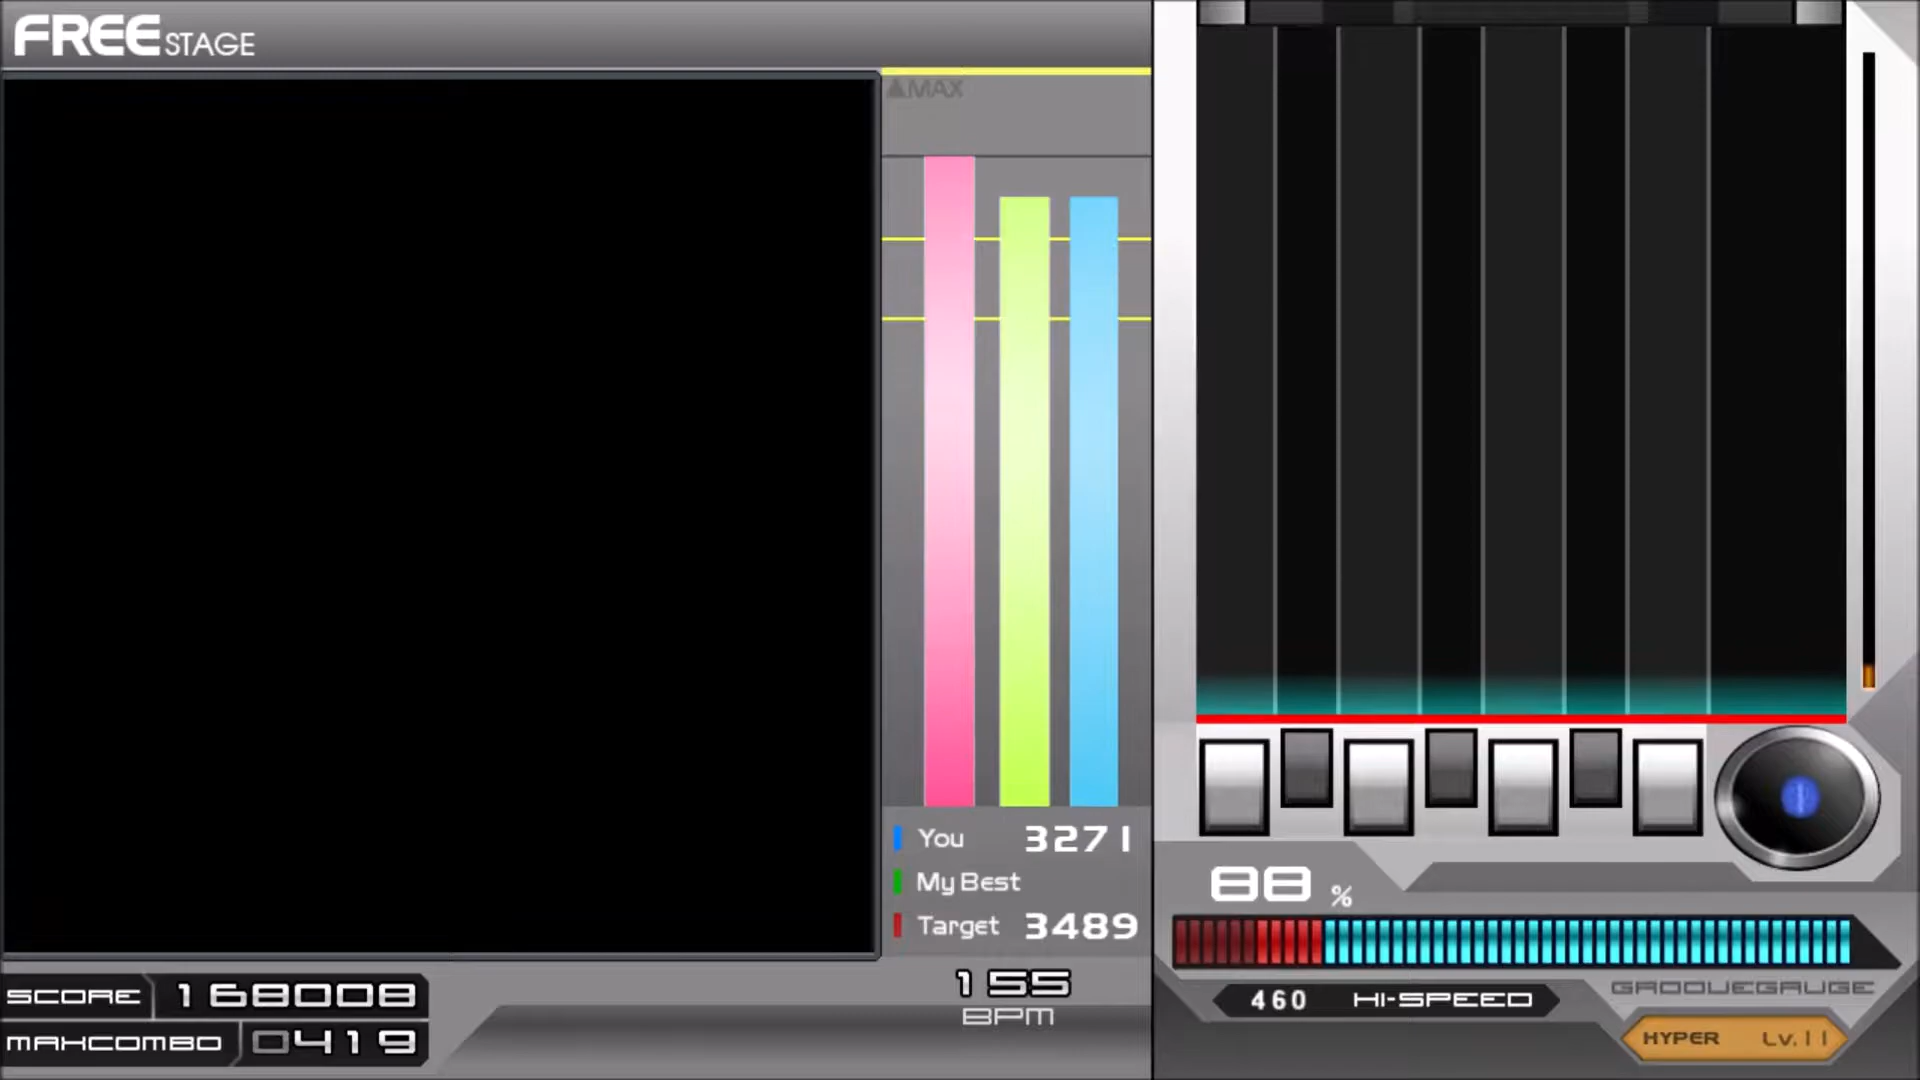 FREE STAGE
▲MAX
You 3271
My Best
Target 3489
SCORE 168008
MAXCOMBO 0419
155
BPM
88 %
460 HI-SPEED
GROOVEGAUGE
HYPER Lv.11